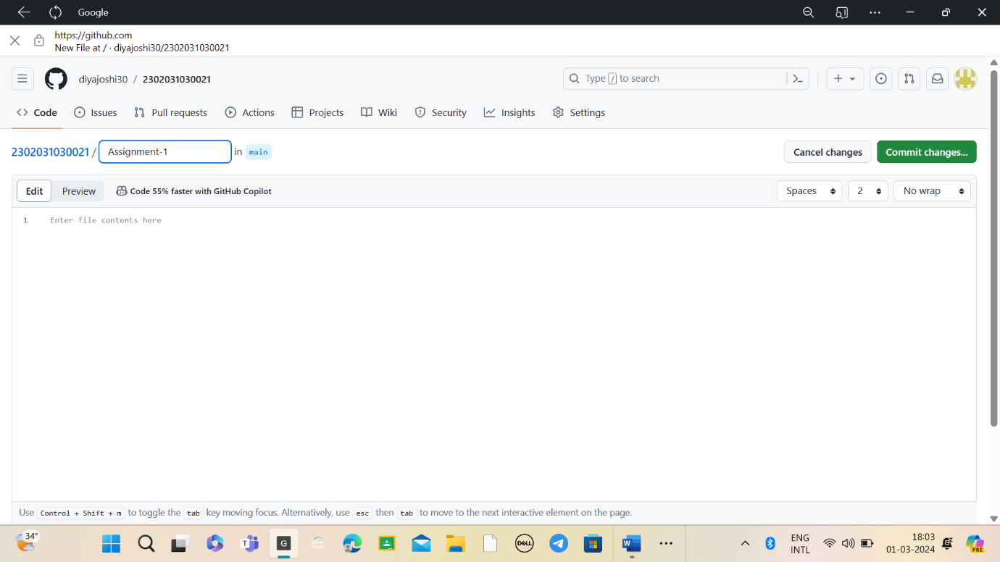 Google
https://github.com
New File at / · diyajoshi30/2302031030021
diyajoshi30 / 2302031030021
Type / to search
Code Issues Pull requests Actions Projects Wiki Security Insights Settings
2302031030021 / Assignment-1 in main
Cancel changes Commit changes...
Edit Preview Code 55% faster with GitHub Copilot
Spaces 2 No wrap
1 Enter file contents here
Use Control + Shift + m to toggle the tab key moving focus. Alternatively, use esc then tab to move to the next interactive element on the page.
34°
T
G
DELL
W
ENG
INTL
18:03
01-03-2024
PRE